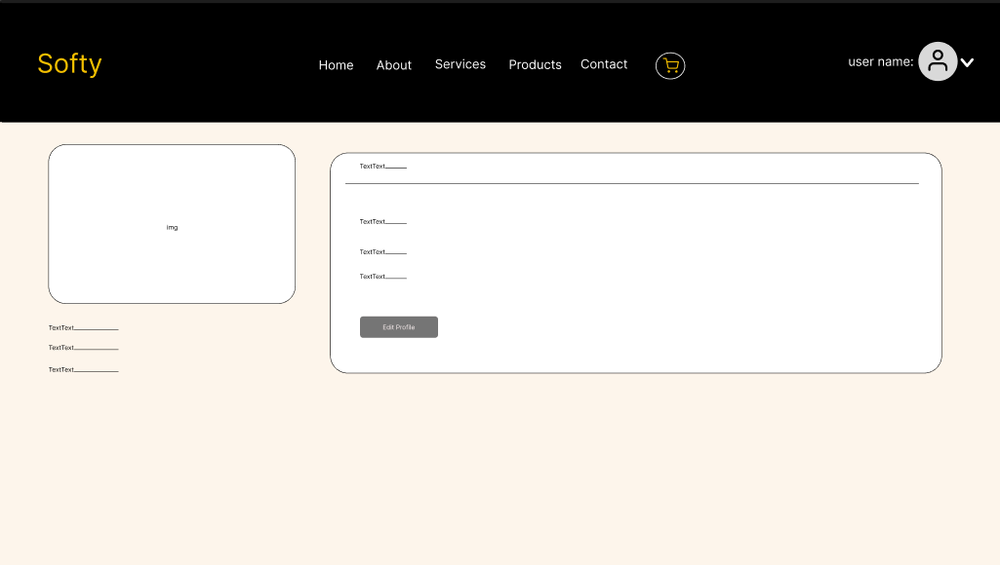 Softy
Home About Services Products Contact
user name:
img
TextText
TextText
TextText
TextText
TextText
TextText
TextText
Edit Profile